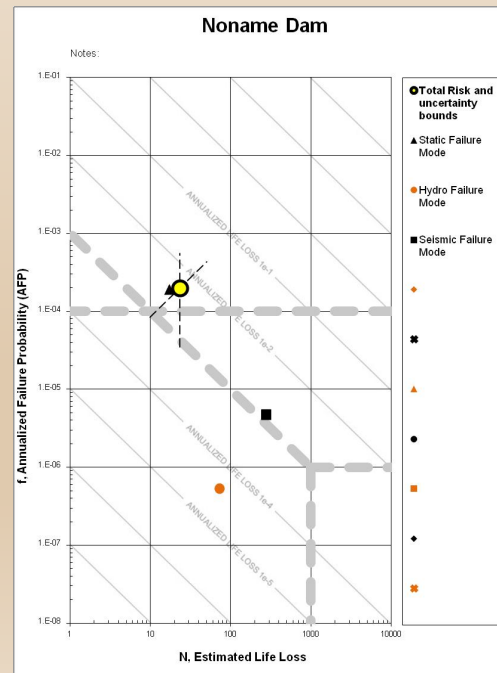 Noname Dam
Notes:
1.E-01
1.E-02
1.E-03
1.E-04
1.E-05
1.E-06
1.E-07
1.E-08
f, Annualized Failure Probability (AFP)
ANNUALIZED LIFE LOSS 1e-1
ANNUALIZED LIFE LOSS 1e-2
ANNUALIZED LIFE LOSS 1e-4
ANNUALIZED LIFE LOSS 1e-5
1
10
100
1000
10000
N, Estimated Life Loss
Total Risk and
uncertainty
bounds
Static Failure
Mode
Hydro Failure
Mode
Seismic Failure
Mode